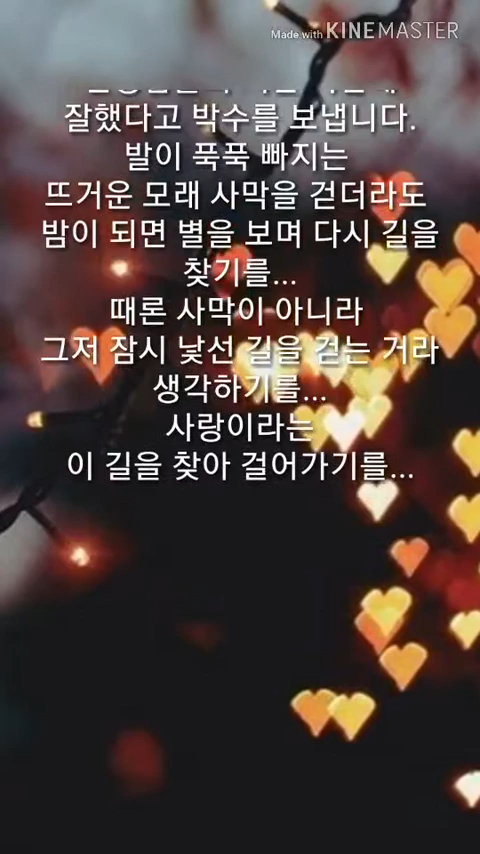 Made with KINEMASTER
잘했다고 박수를 보냅니다.
발이 푹푹 빠지는
뜨거운 모래 사막을 걷더라도
밤이 되면 별을 보며 다시 길을
찾기를...
때론 사막이 아니라
그저 잠시 낯선 길을 걷는 거라
생각하기를...
사랑이라는
이 길을 찾아 걸어가기를...